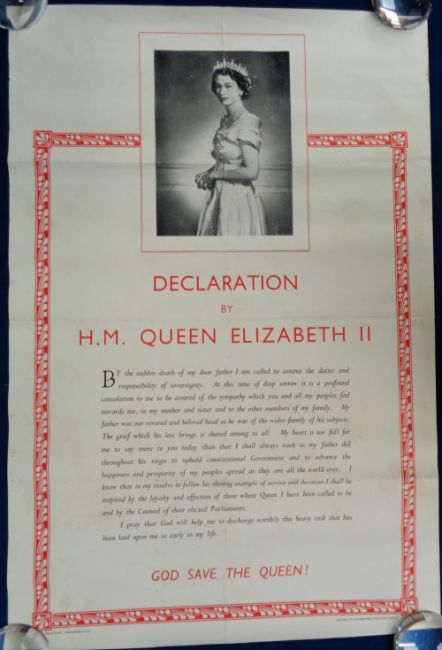 DECLARATION
BY
H.M. QUEEN ELIZABETH II
BY the sudden death of my dear father I am called to assume the duties and
responsibility of sovereignty. At this time of deep sorrow it is a profound
consolation to me to be assured of the sympathy which you and all my peoples feel
towards me, to my mother and sister and to the other members of my family. My
father was our revered and beloved head as he was of the wider family of his subjects.
The grief which his loss brings is shared among us all. My heart is too full for
me to say more to you today than that I shall always work as my father did
throughout his reign to uphold constitutional Government and to advance the
happiness and prosperity of my peoples spread as they are all the world over. I
know that in my resolve to follow his shining example of service and devotion I shall be
inspired by the loyalty and affection of those whose Queen I have been called to be
and by the Counsel of their elected Parliaments.
I pray that God will help me to discharge worthily this heavy task that has
been laid upon me so early in my life.
GOD SAVE THE QUEEN!